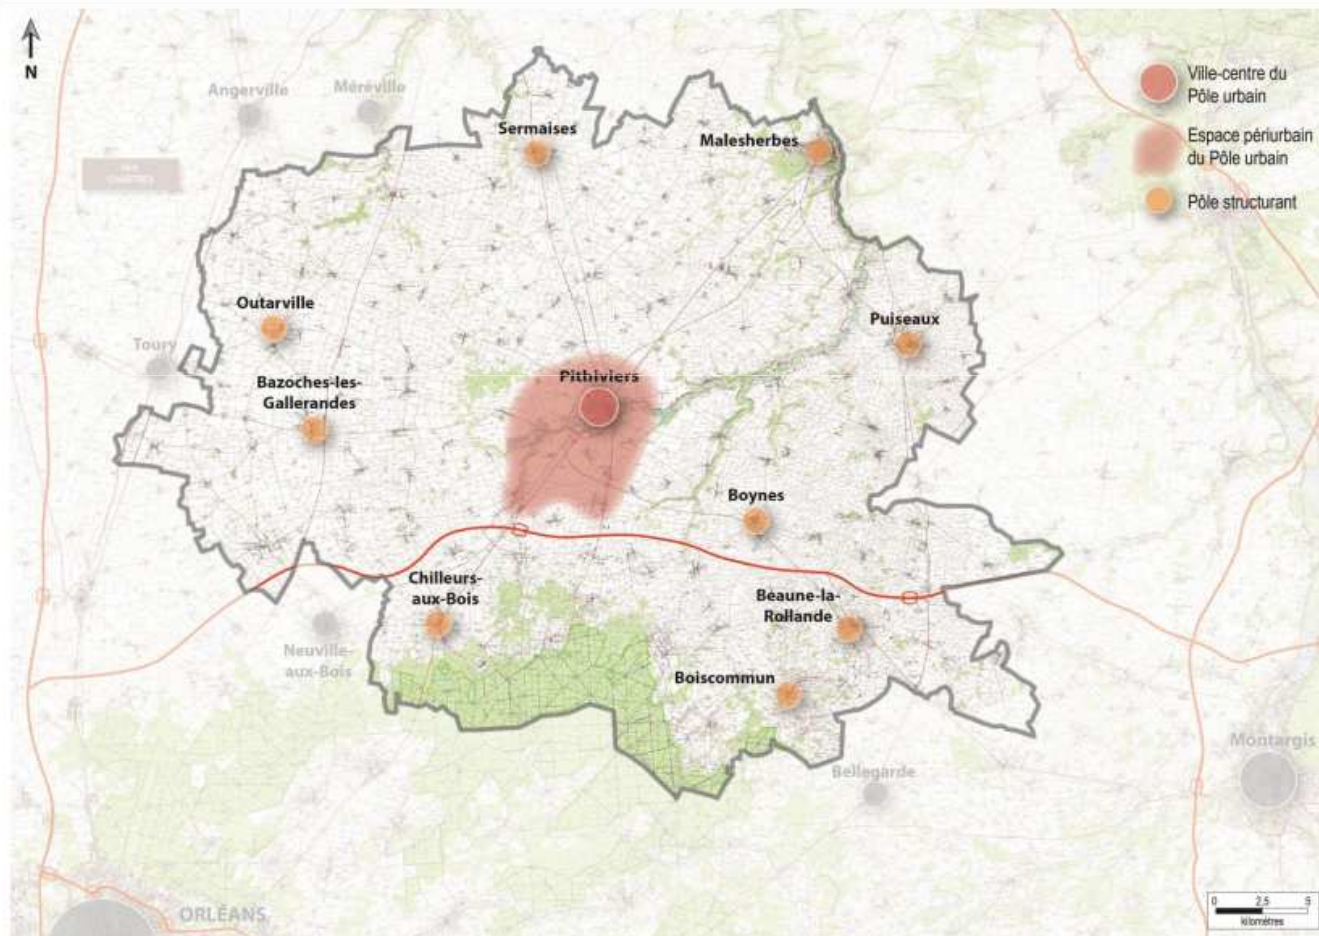 N
Angerville
Méréville
Sermaises
Malesherbes
Ville-centre du
Pôle urbain
Espace périurbain
du Pôle urbain
Pôle structurant
Outarville
Toury
Puiseaux
Bazoches-les-
Gallerandes
Pithiviers
Boynes
Chilleurs-
aux-Bois
Beaune-la-
Rollande
Neuville-
aux-Bois
Boiscommun
Bellegarde
Montargis
ORLÉANS
0 2,5 5
kilomètres